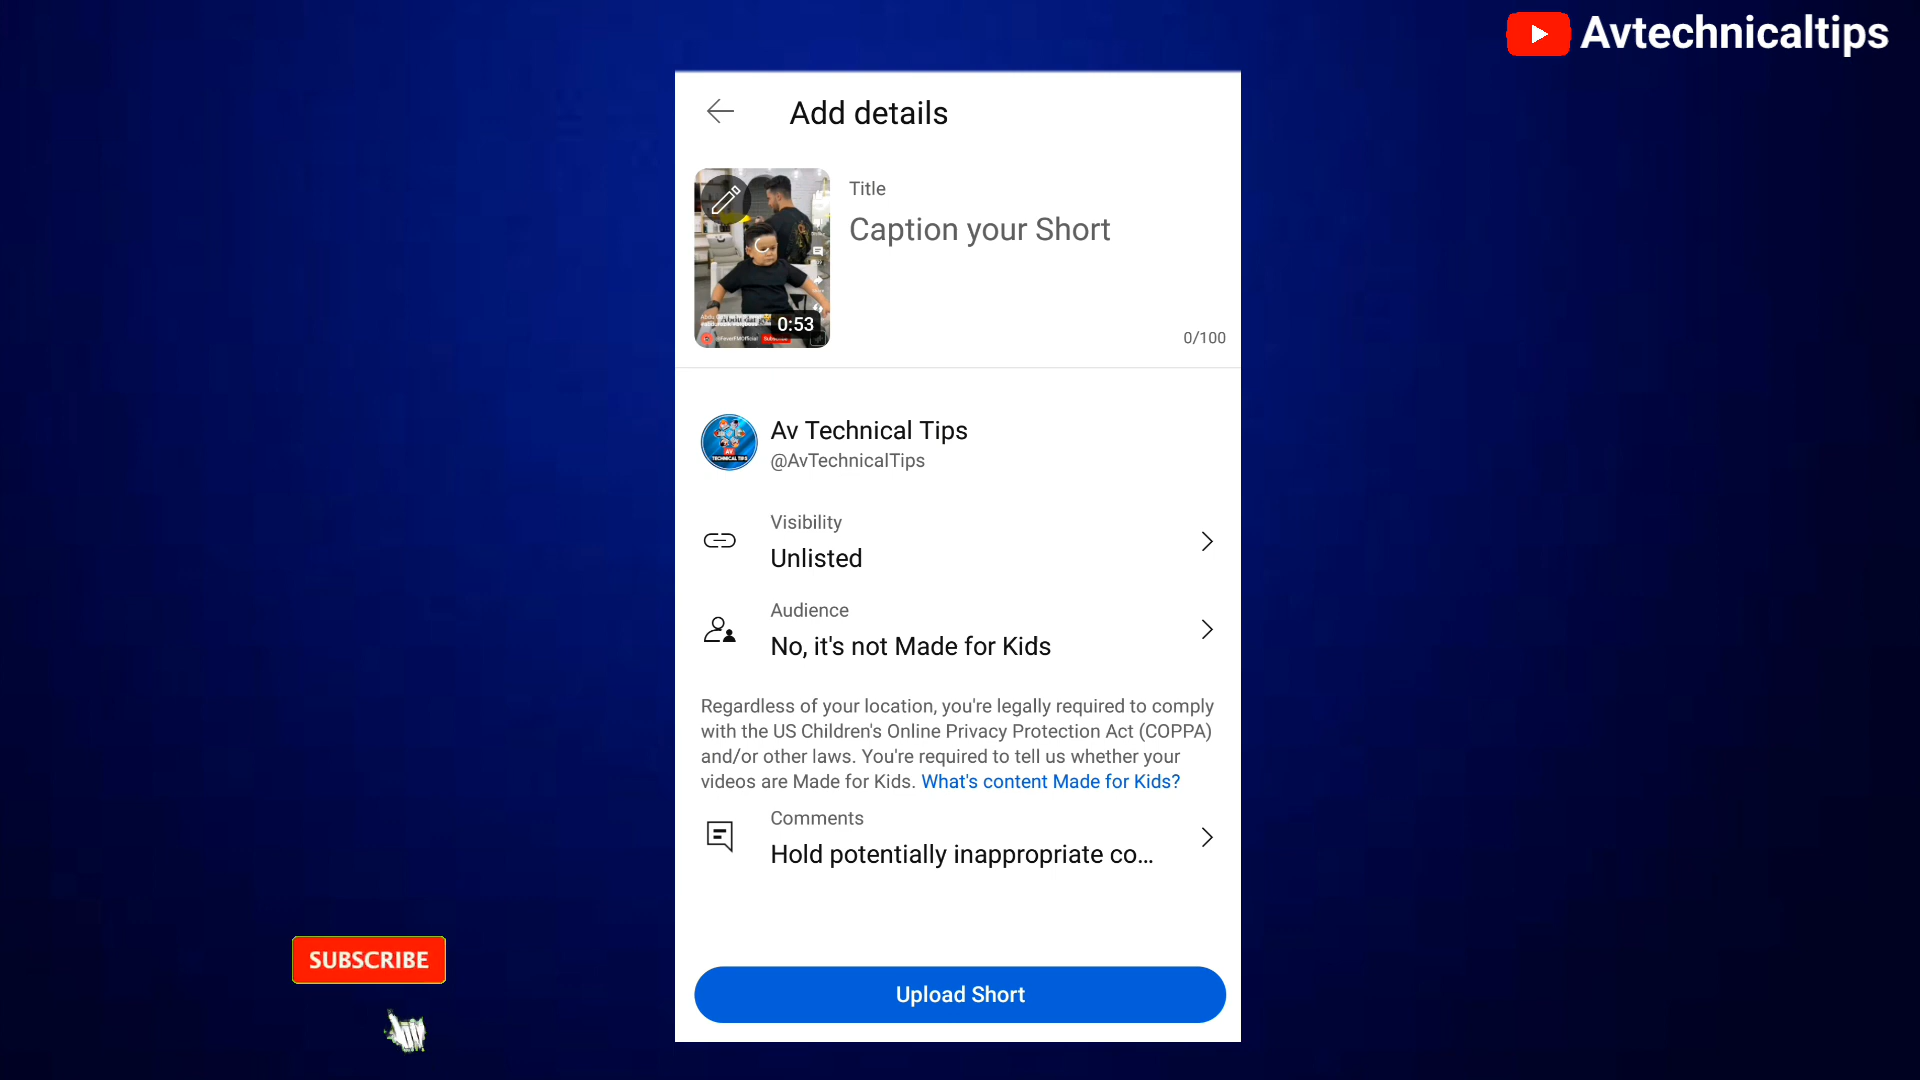 Avtechnicaltips
Add details
Title
Caption your Short
0:53
0/100
Av Technical Tips
@AvTechnicalTips
Visibility
Unlisted
Audience
No, it's not Made for Kids
Regardless of your location, you're legally required to comply
with the US Children's Online Privacy Protection Act (COPPA)
and/or other laws. You're required to tell us whether your
videos are Made for Kids. What's content Made for Kids?
Comments
Hold potentially inappropriate co...
SUBSCRIBE
Upload Short